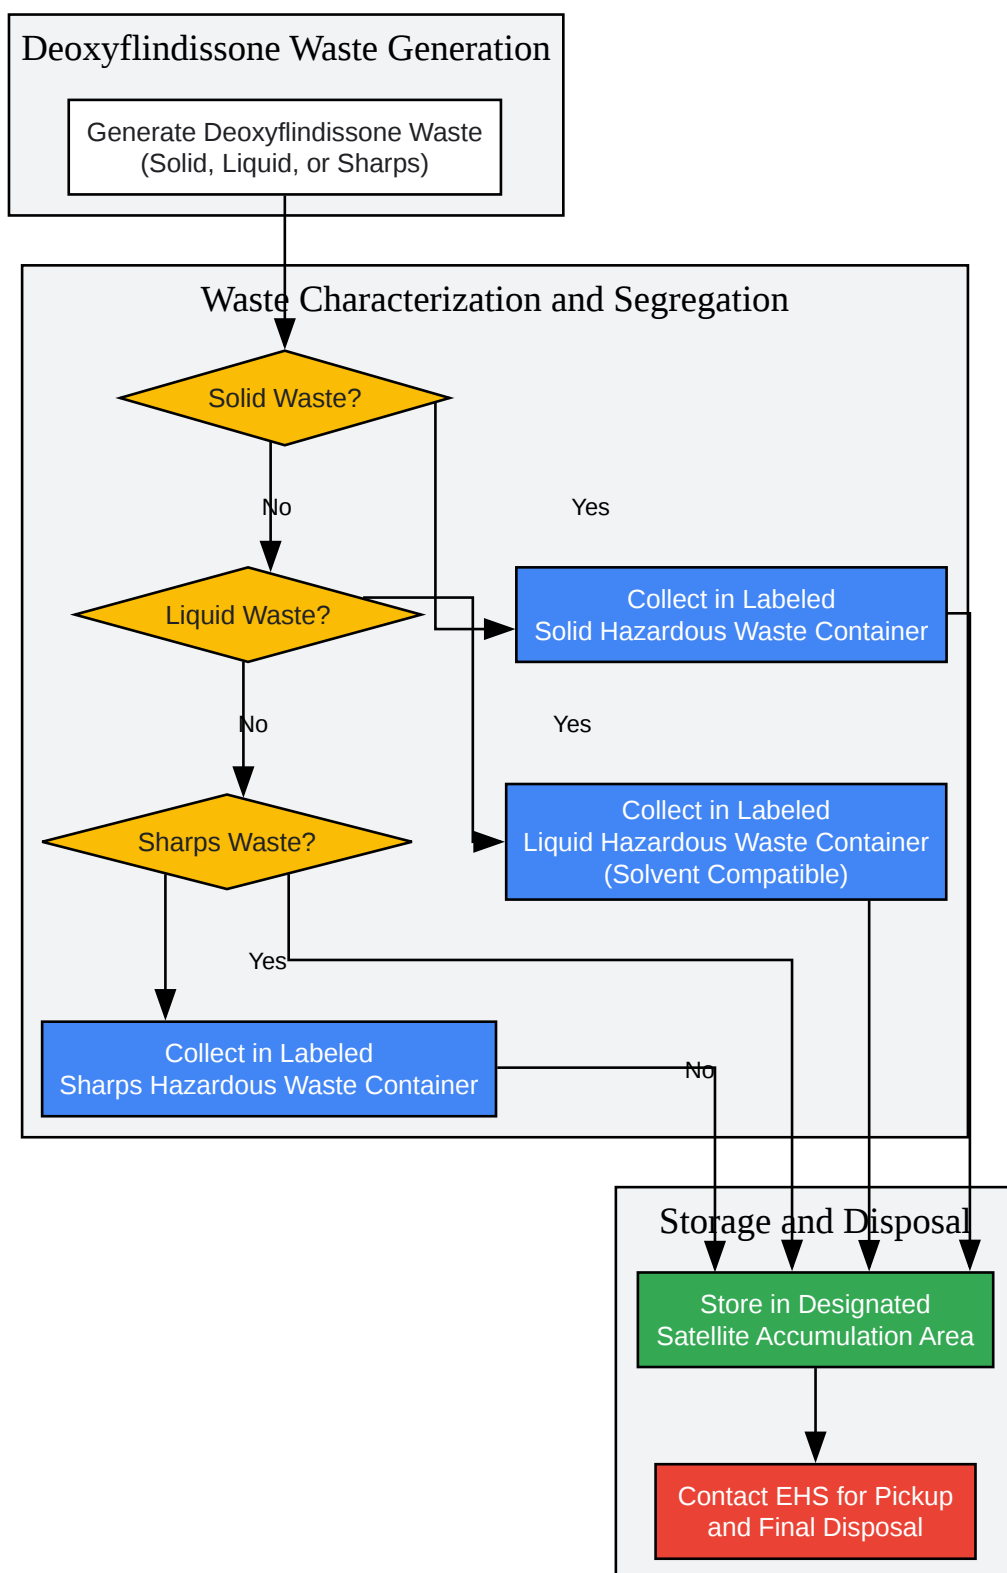 Deoxyflindissone Waste Generation
Generate Deoxyflindissone Waste
(Solid, Liquid, or Sharps)
Waste Characterization and Segregation
Solid Waste?
No
Yes
Liquid Waste?
Collect in Labeled
Solid Hazardous Waste Container
No
Yes
Sharps Waste?
Collect in Labeled
Liquid Hazardous Waste Container
(Solvent Compatible)
Yes
Collect in Labeled
Sharps Hazardous Waste Container
No
Storage and Disposal
Store in Designated
Satellite Accumulation Area
Contact EHS for Pickup
and Final Disposal